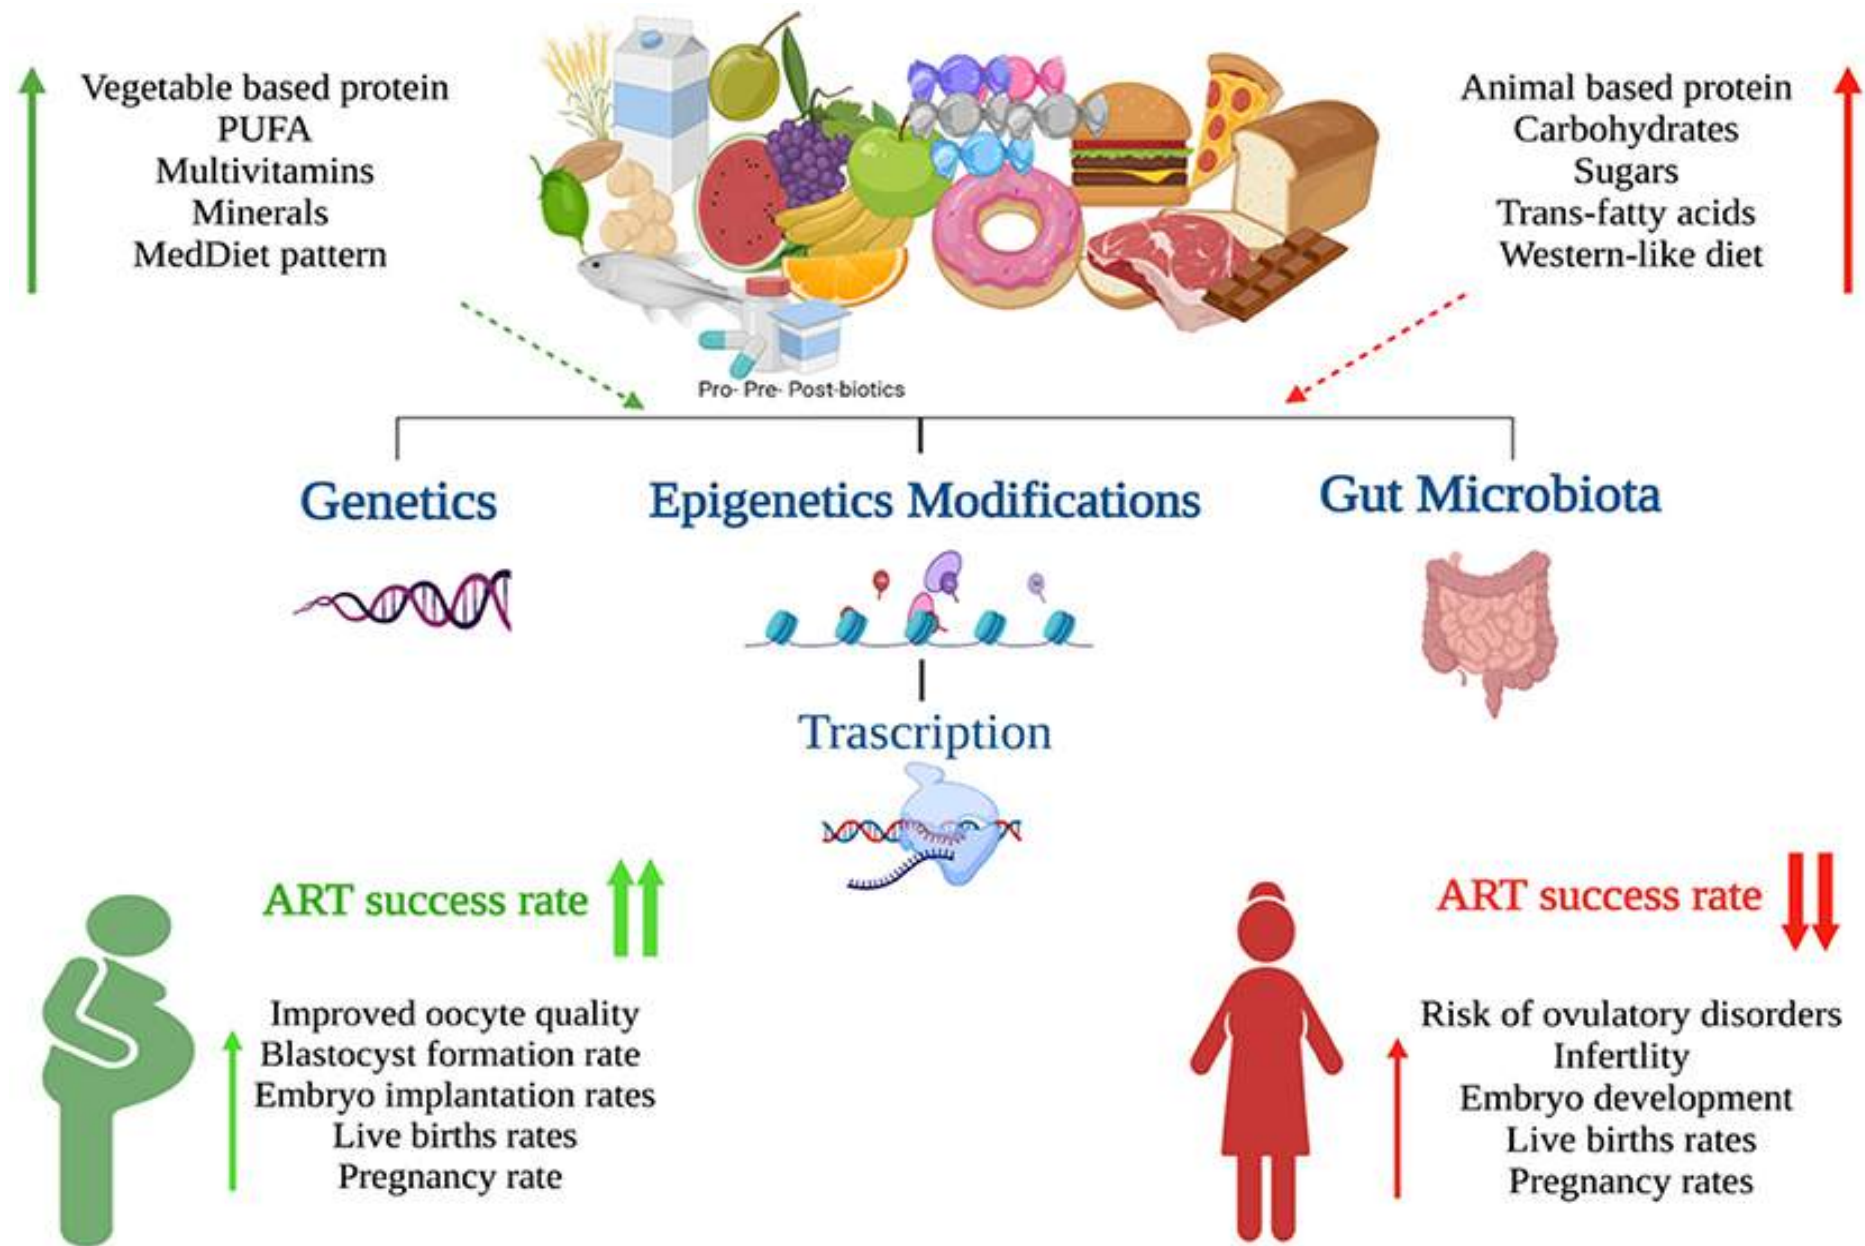 Vegetable based protein
PUFA
Multivitamins
Minerals
MedDiet pattern
Animal based protein
Carbohydrates
Sugars
Trans-fatty acids
Western-like diet
Pro- Pre- Post-biotics
Genetics
Epigenetics Modifications
Gut Microbiota
Trascription
ART success rate
Improved oocyte quality
Blastocyst formation rate
Embryo implantation rates
Live births rates
Pregnancy rate
ART success rate
Risk of ovulatory disorders
Infertlity
Embryo development
Live births rates
Pregnancy rates